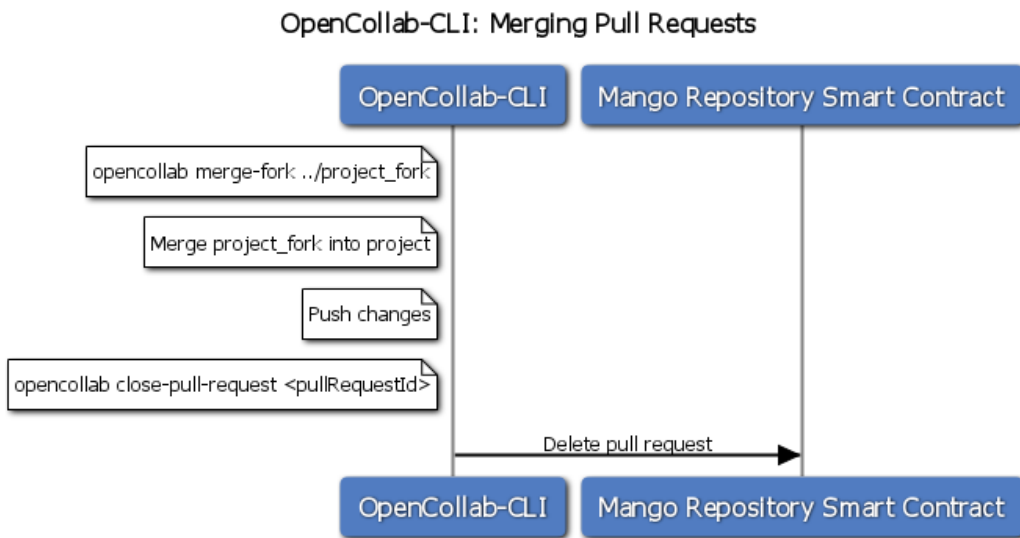 OpenCollab-CLI: Merging Pull Requests
OpenCollab-CLI
Mango Repository Smart Contract
opencollab merge-fork ../project_fork
Merge project_fork into project
Push changes
opencollab close-pull-request <pullRequestId>
Delete pull request
OpenCollab-CLI
Mango Repository Smart Contract